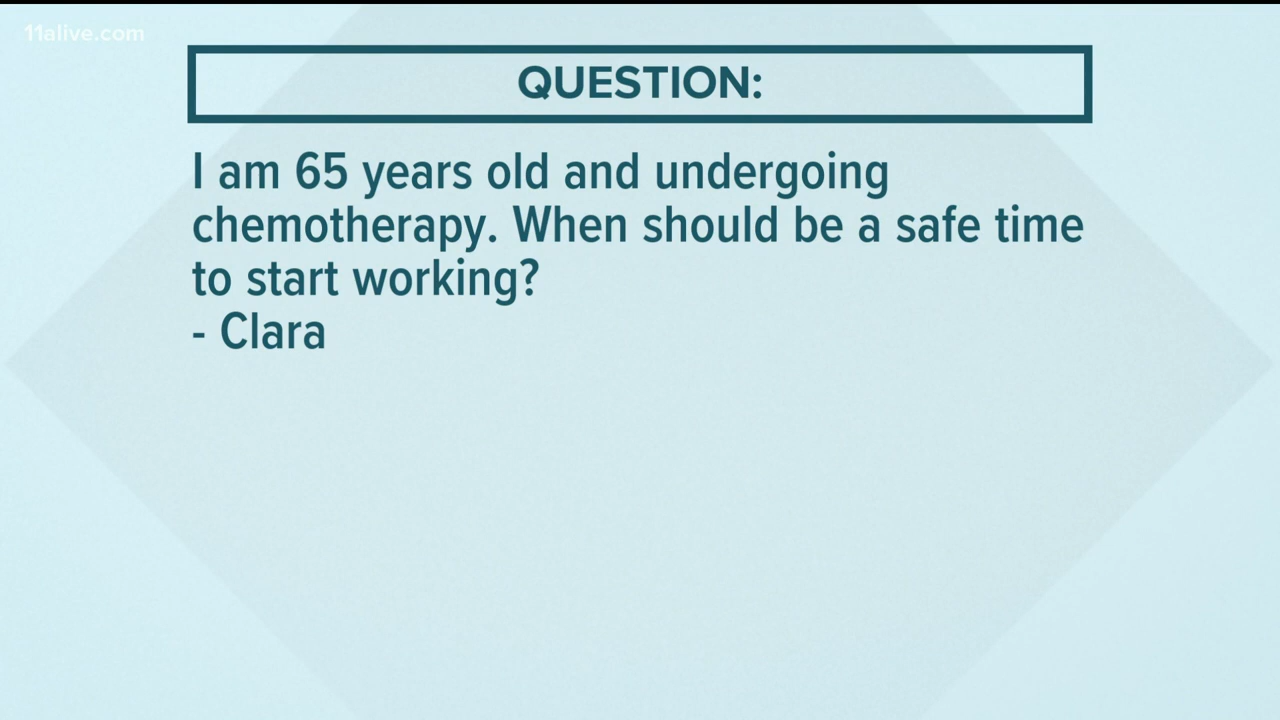 11alive.com
QUESTION:
I am 65 years old and undergoing
chemotherapy. When should be a safe time
to start working?
- Clara